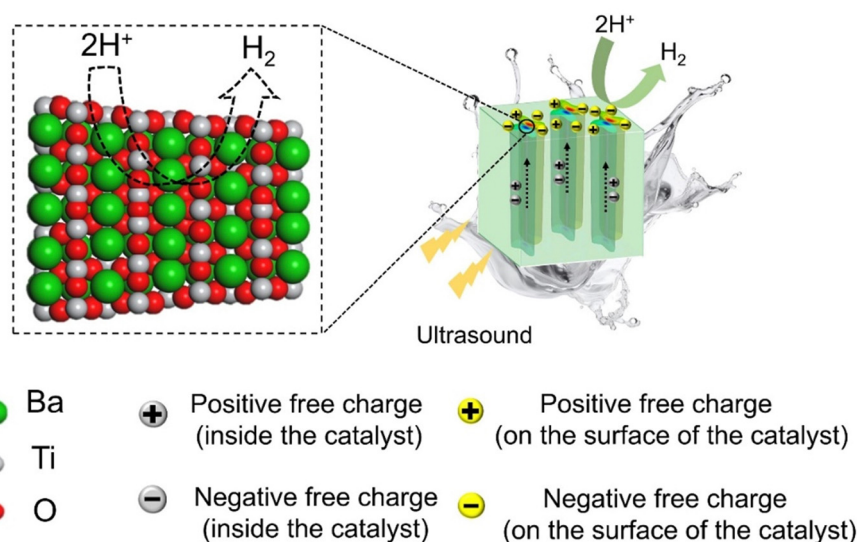 2H⁺
H₂
2H⁺
H₂
Ultrasound
Ba
Ti
O
Positive free charge
(inside the catalyst)
Negative free charge
(inside the catalyst)
Positive free charge
(on the surface of the catalyst)
Negative free charge
(on the surface of the catalyst)